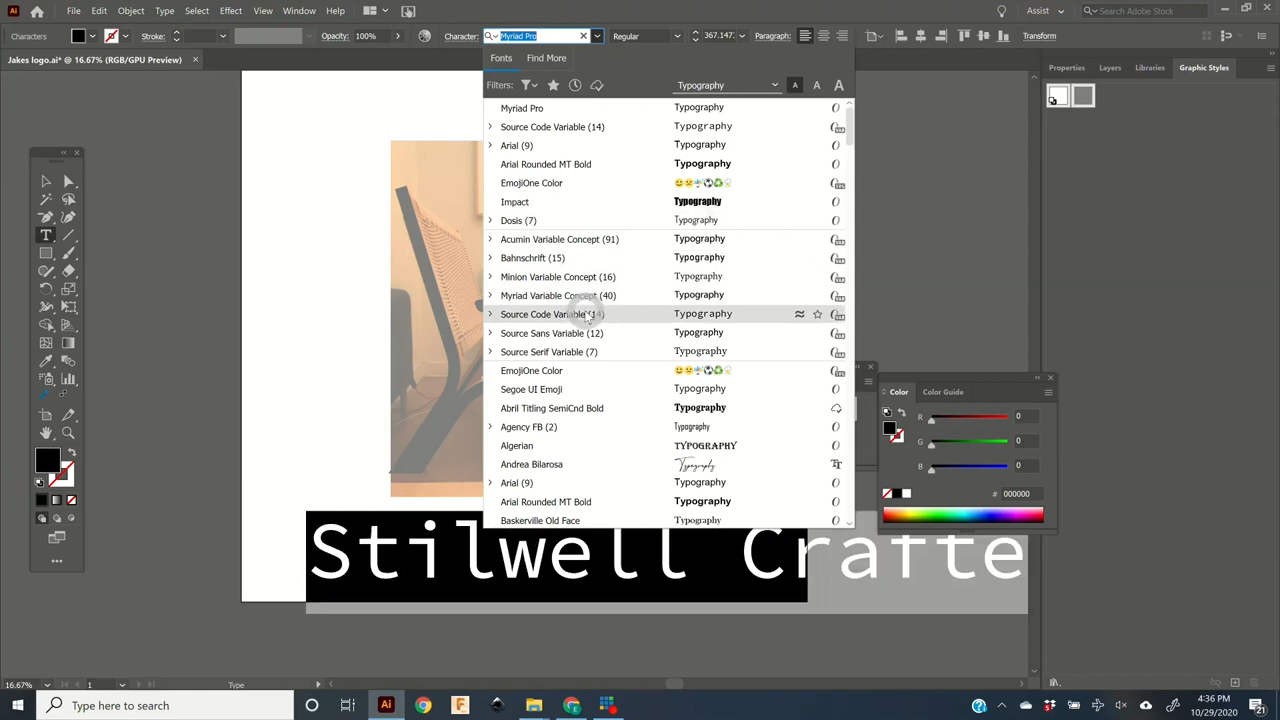 Ai File Edit Object Type Select Effect View Window Help Assist Search Adobe Stock
Characters Stroke: Opacity: 100% Character: Myriad Pro Regular 367.147 Paragraph: Transform
Jakes logo.ai* @ 16.67% (RGB/GPU Preview) ×
Fonts Find More
Properties Layers Libraries Graphic Styles
Filters: Typography A A A
Myriad Pro Typography
Source Code Variable (14) Typography
Arial (9) Typography
Arial Rounded MT Bold Typography
EmojiOne Color
Impact Typography
Dosis (7) Typography
Acumin Variable Concept (91) Typography
Bahnschrift (15) Typography
Minion Variable Concept (16) Typography
Myriad Variable Concept (40) Typography
Source Code Variable (14) Typography
Source Sans Variable (12) Typography
Source Serif Variable (7) Typography
EmojiOne Color
Segoe UI Emoji Typography
Abril Titling SemiCnd Bold Typography
Agency FB (2) Typography
Algerian TYPOGRAPHY
Andrea Bilarosa Typography
Arial (9) Typography
Arial Rounded MT Bold Typography
Baskerville Old Face Typography
Color Color Guide
R 0
G 0
B 0
# 000000
Stilwell Crafte
16.67% 1 Type
Type here to search
4:36 PM
10/29/2020
21